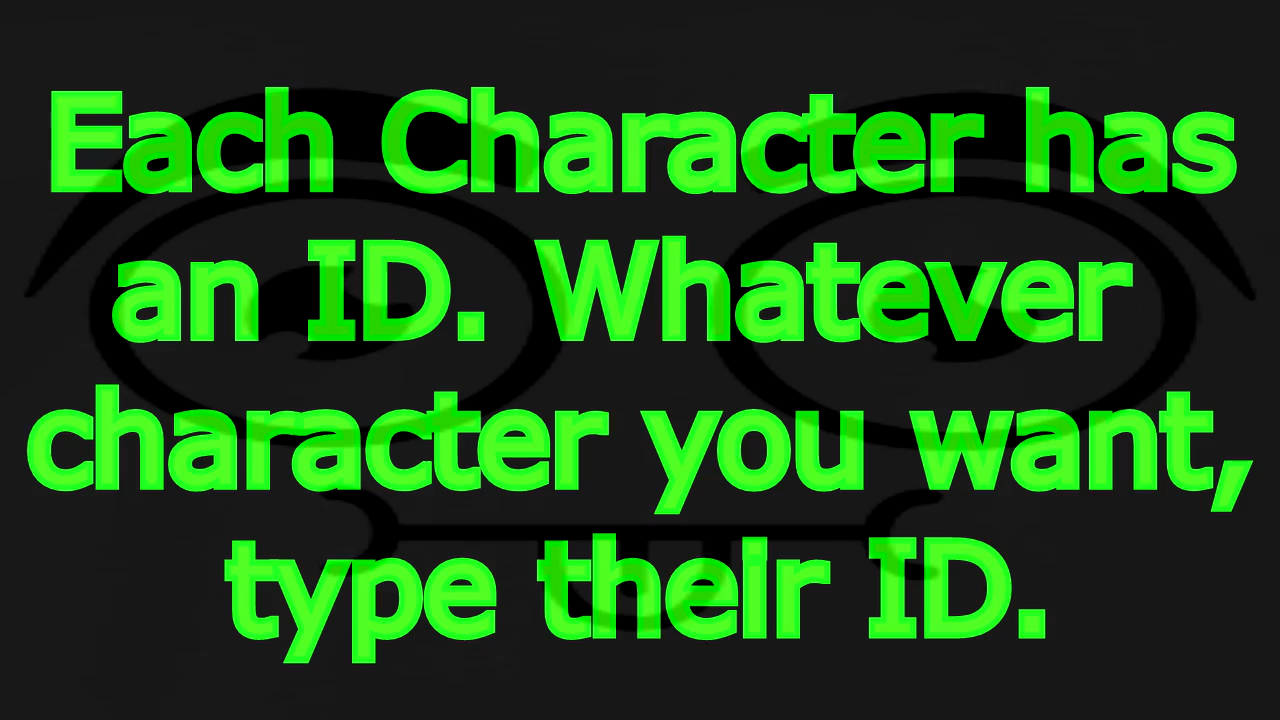 Each Character has
an ID. Whatever
character you want,
type their ID.